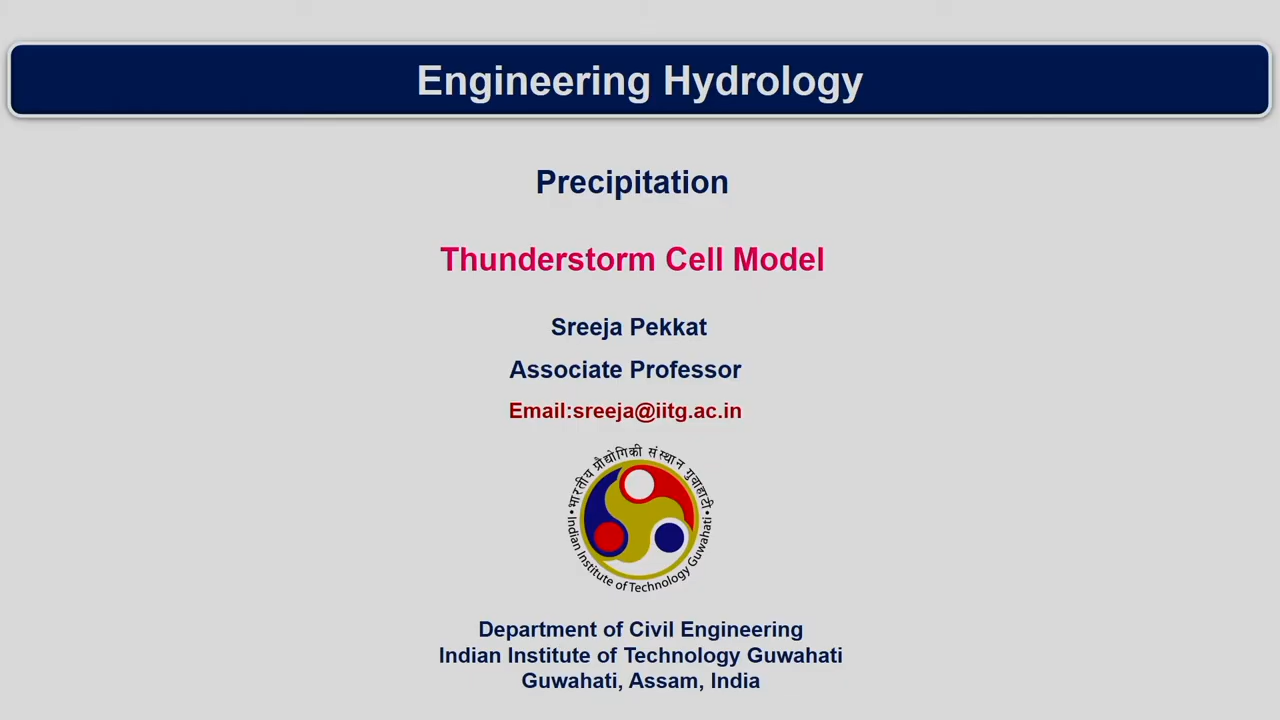 Engineering Hydrology
Precipitation
Thunderstorm Cell Model
Sreeja Pekkat
Associate Professor
Email:sreeja@iitg.ac.in
भारतीय प्रौद्योगिकी संस्थान गुवाहाटी
Indian Institute of Technology Guwahati
Department of Civil Engineering
Indian Institute of Technology Guwahati
Guwahati, Assam, India